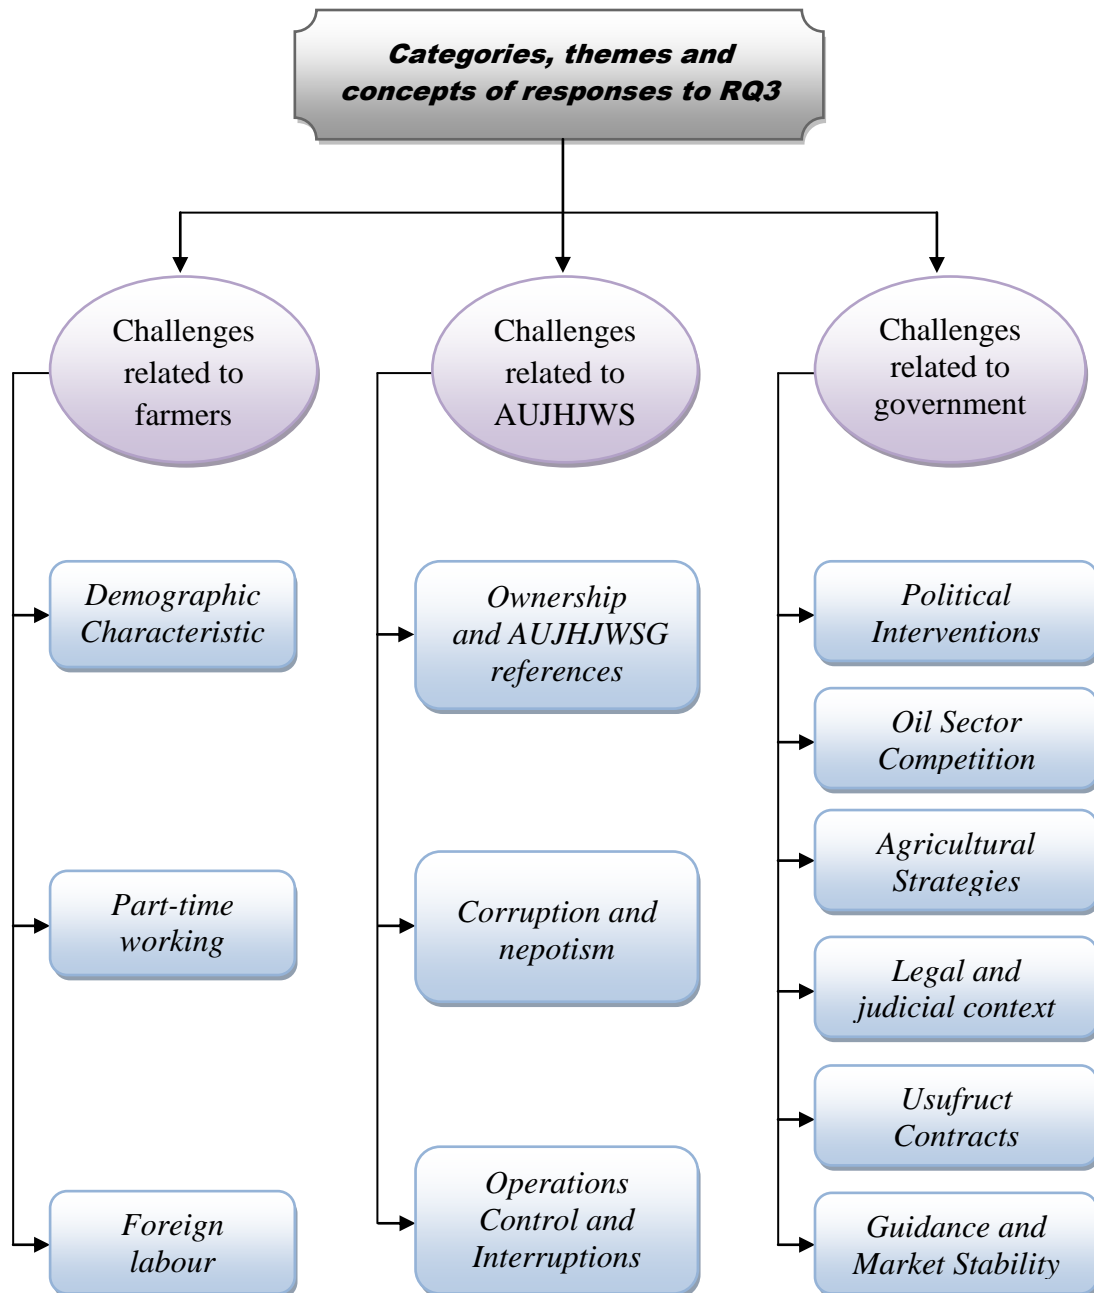 Categories, themes and
concepts of responses to RQ3
Challenges
related to
farmers
Demographic
Characteristic
Part-time
working
Foreign
labour
Challenges
related to
AUJHJWS
Ownership
and AUJHJWSG
references
Corruption and
nepotism
Operations
Control and
Interruptions
Challenges
related to
government
Political
Interventions
Oil Sector
Competition
Agricultural
Strategies
Legal and
judicial context
Usufruct
Contracts
Guidance and
Market Stability